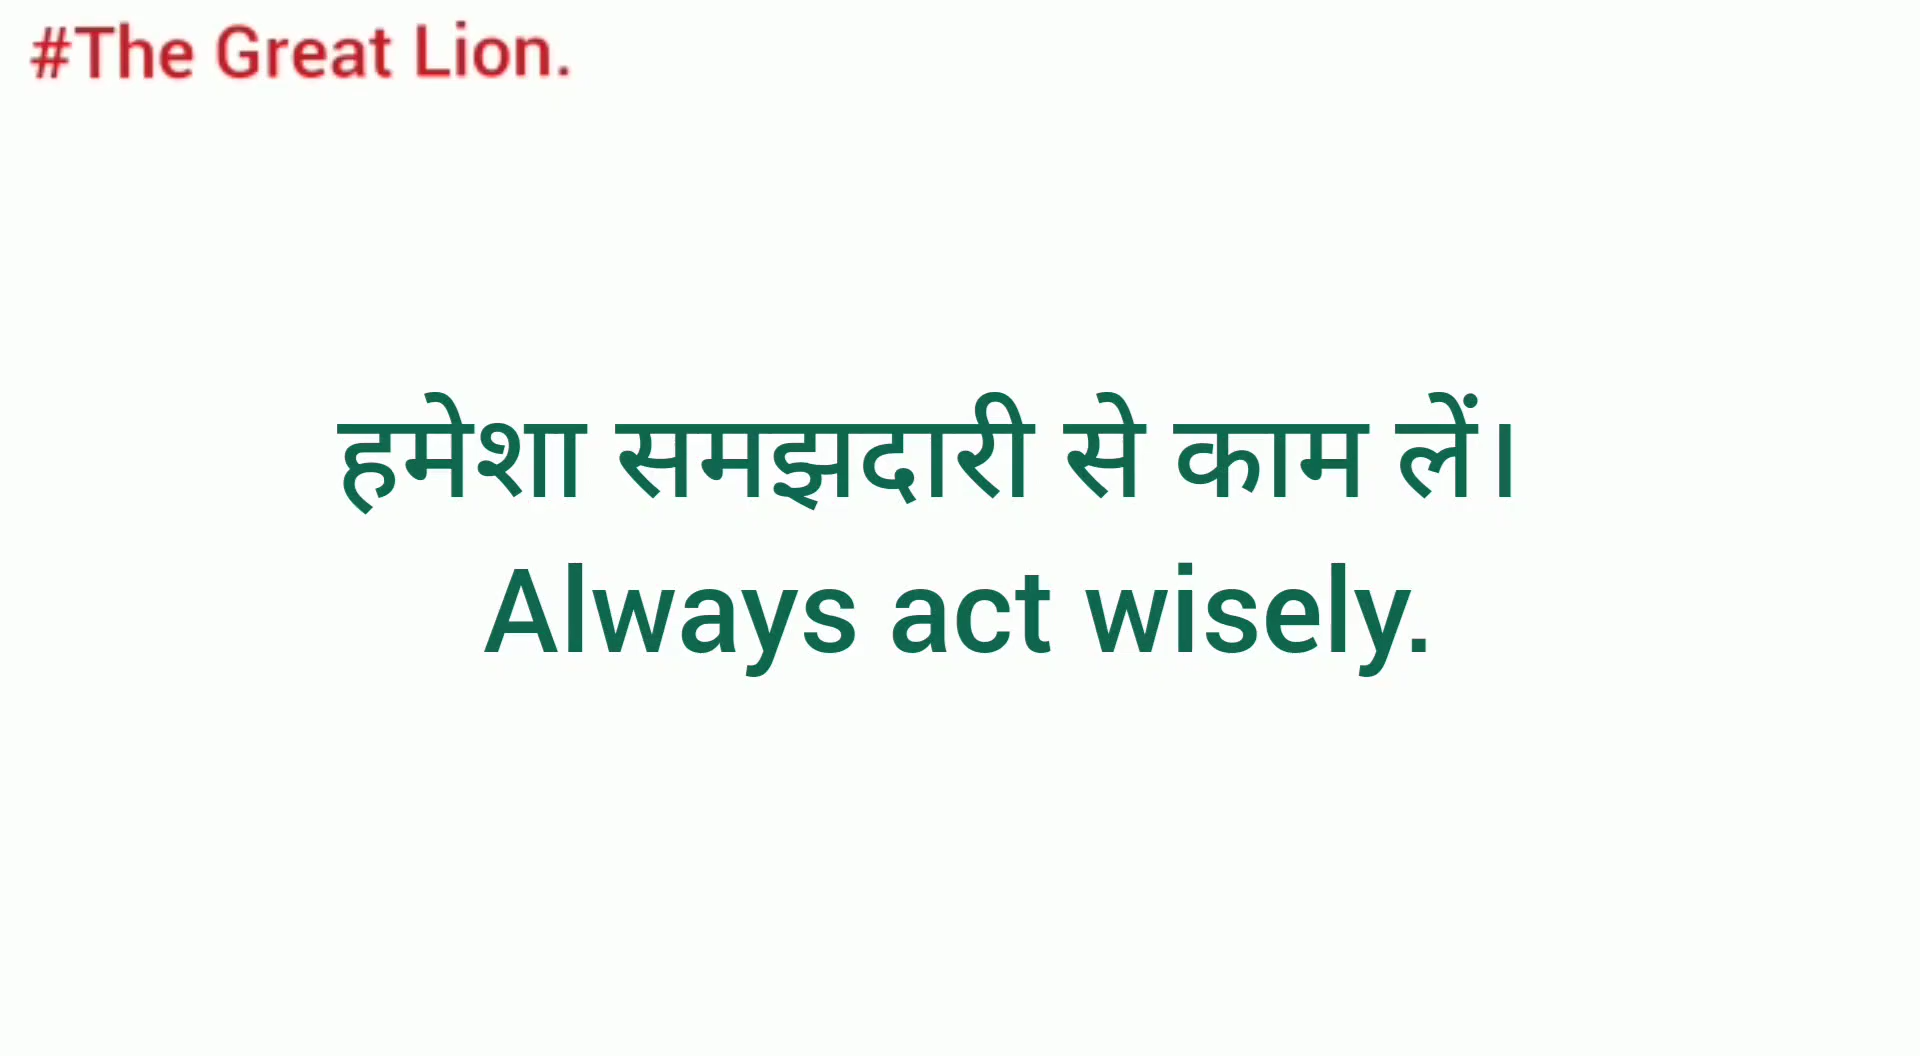 #The Great Lion.
हमेशा समझदारी से काम लें।
Always act wisely.